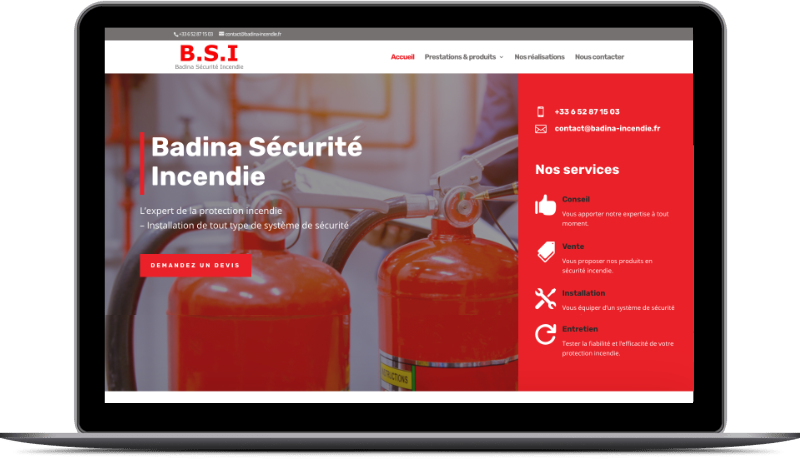 +33 6 52 87 15 03 contact@badina-incendie.fr
B.S.I
Badina Sécurité Incendie
Accueil Prestations & produits Nos réalisations Nous contacter
Badina Sécurité
Incendie
L'expert de la protection incendie
– Installation de tout type de système de sécurité
DEMANDEZ UN DEVIS
+33 6 52 87 15 03
contact@badina-incendie.fr
Nos services
Conseil
Vous apporter notre expertise à tout
moment.
Vente
Vous proposer nos produits en
sécurité incendie.
Installation
Vous équiper d'un système de sécurité
Entretien
Tester la fiabilité et l'efficacité de votre
protection incendie.
INSTRUCTIONS